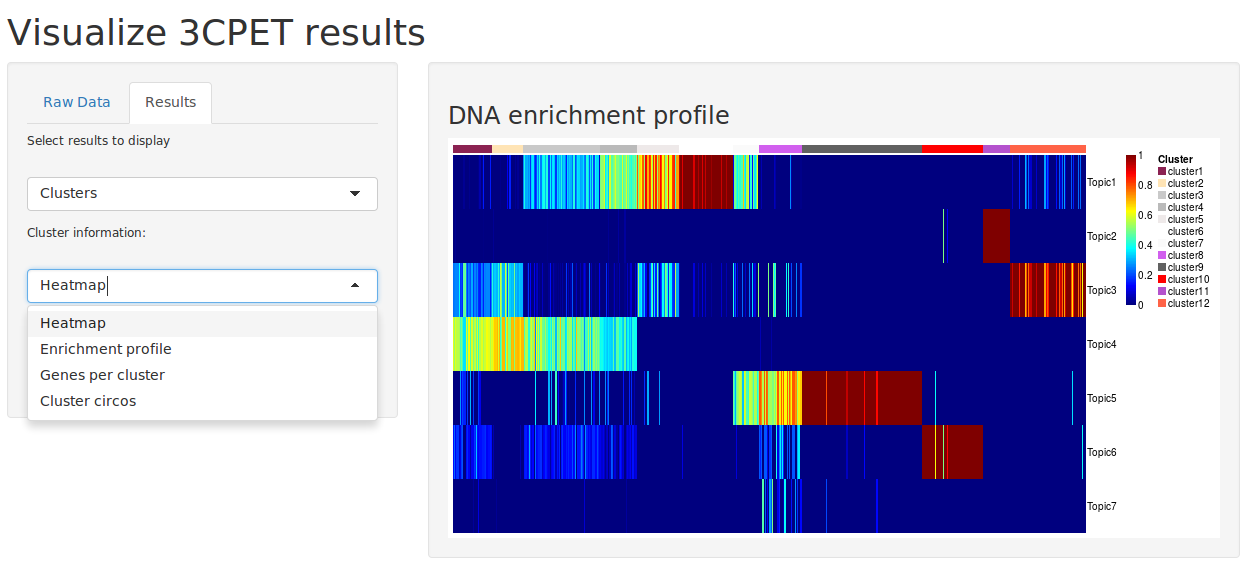 Visualize 3CPET results
Raw Data
Results
Select results to display
Clusters
Cluster information:
Heatmap
Heatmap
Enrichment profile
Genes per cluster
Cluster circos
DNA enrichment profile
Topic1
Topic2
Topic3
Topic4
Topic5
Topic6
Topic7
1
0.8
0.6
0.4
0.2
0
Cluster
cluster1
cluster2
cluster3
cluster4
cluster5
cluster6
cluster7
cluster8
cluster9
cluster10
cluster11
cluster12